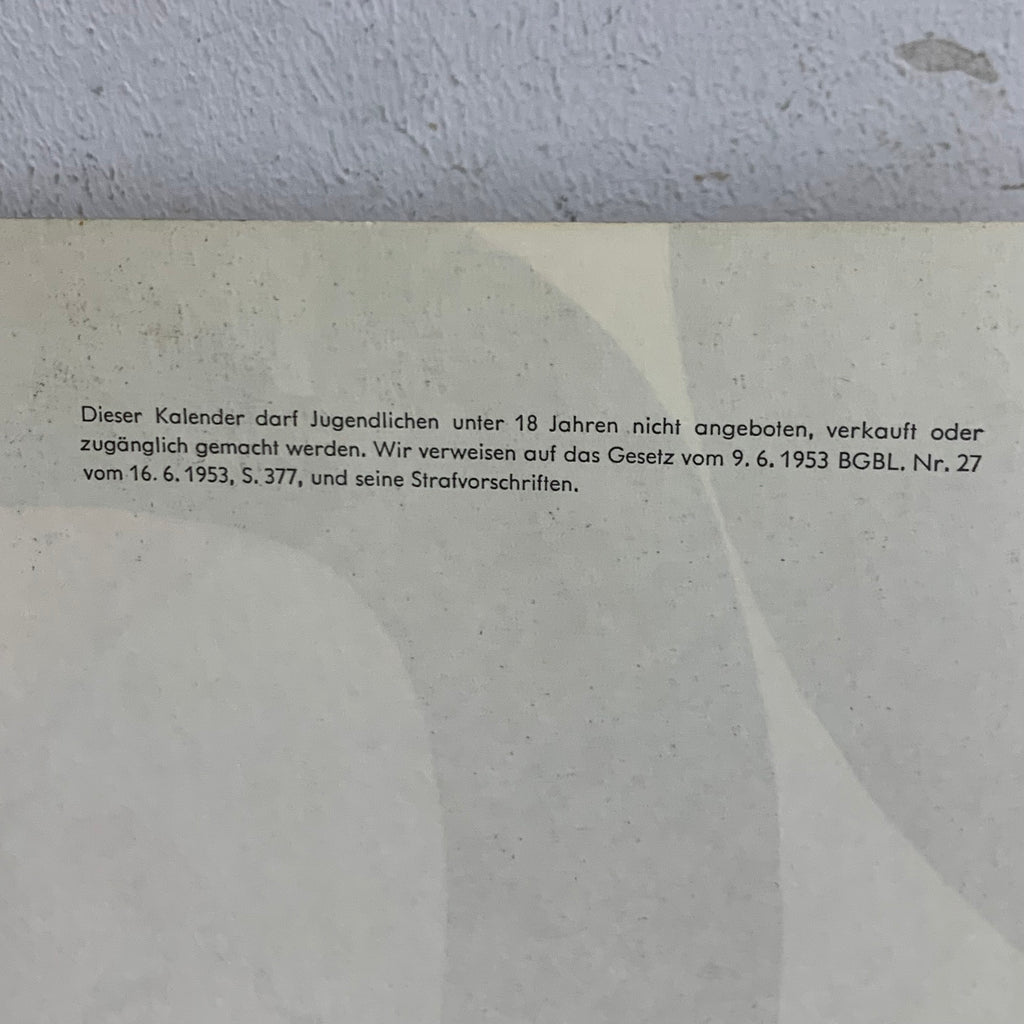 Dieser Kalender darf Jugendlichen unter 18 Jahren nicht angeboten, verkauft oder
zugänglich gemacht werden. Wir verweisen auf das Gesetz vom 9. 6. 1953 BGBL. Nr. 27
vom 16. 6. 1953, S. 377, und seine Strafvorschriften.